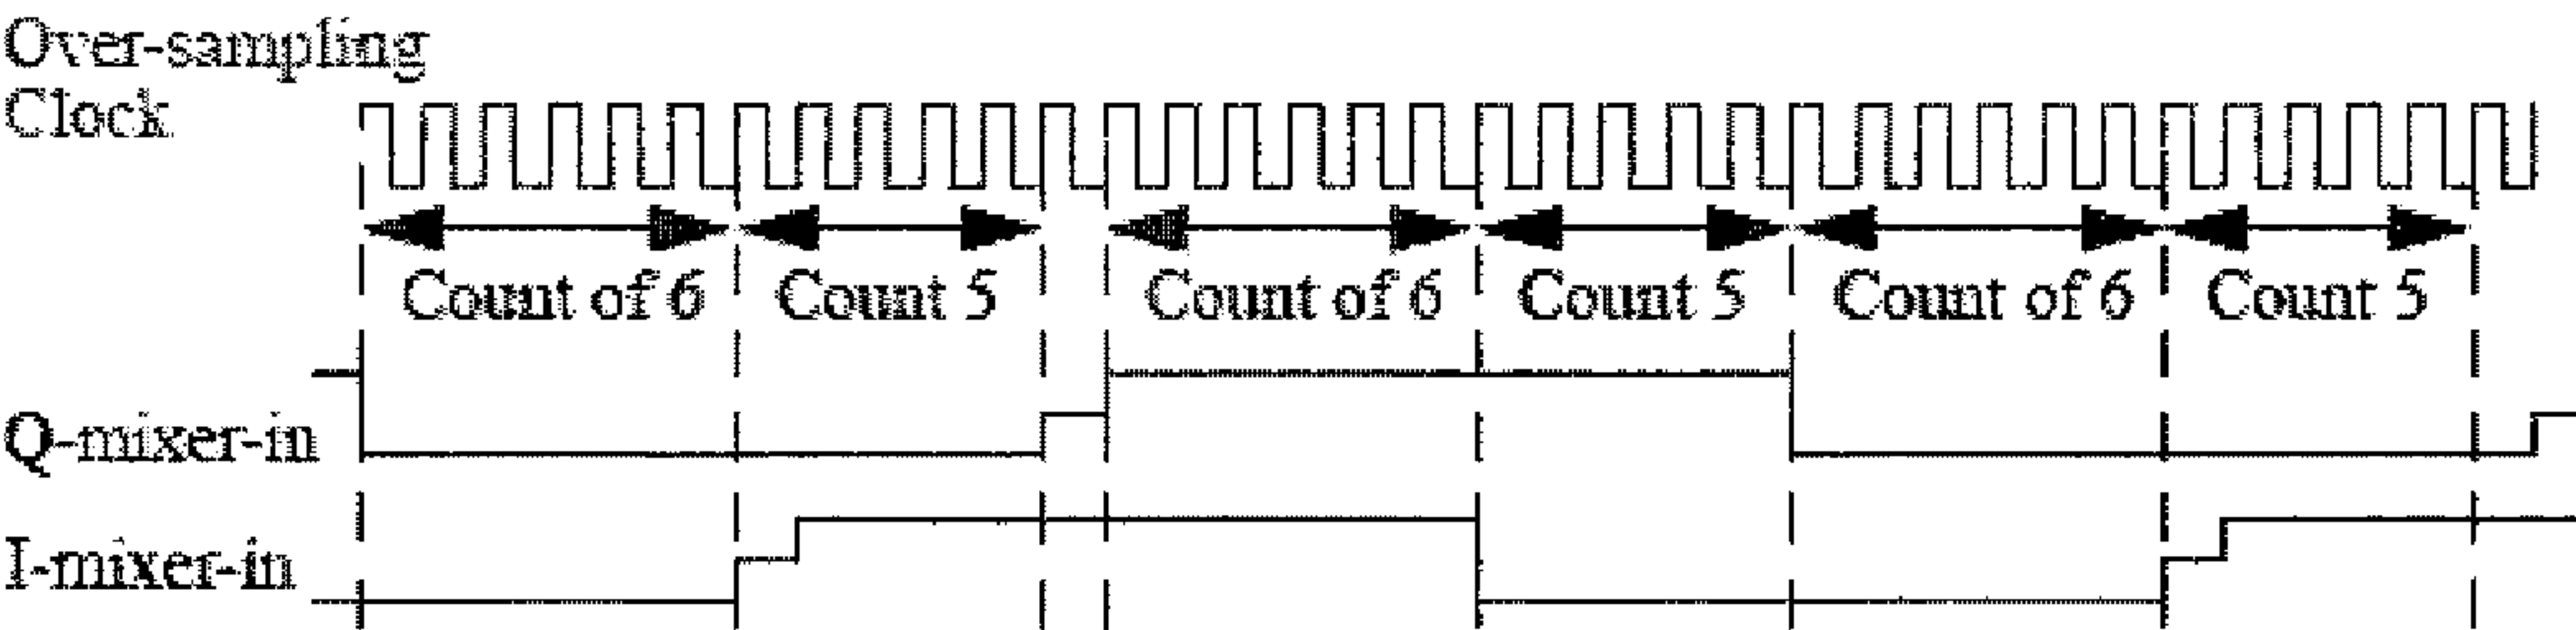 Over-sampling
Clock
Count of 6 Count 5 Count of 6 Count 5 Count of 6 Count 5
Q-mixer-in
I-mixer-in